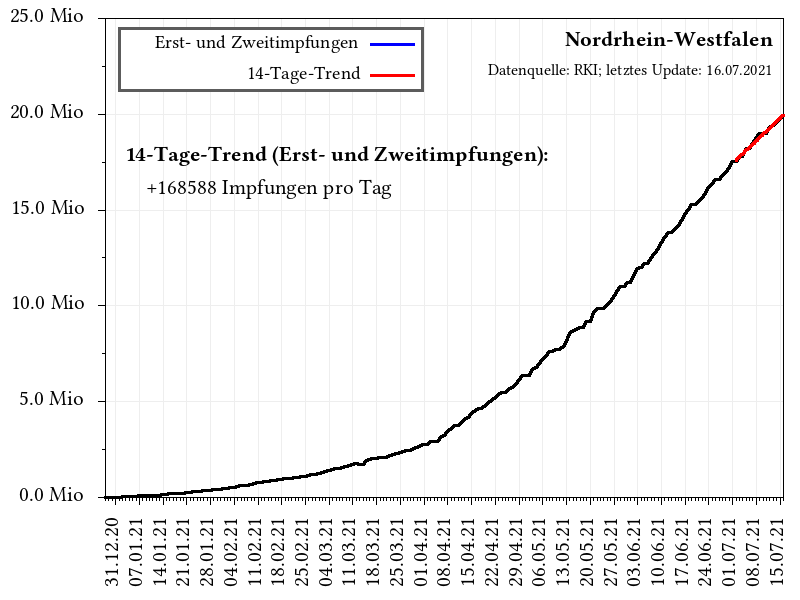 25.0 Mio
20.0 Mio
15.0 Mio
10.0 Mio
5.0 Mio
0.0 Mio
Erst- und Zweitimpfungen
14-Tage-Trend
Nordrhein-Westfalen
Datenquelle: RKI; letztes Update: 16.07.2021
14-Tage-Trend (Erst- und Zweitimpfungen):
+168588 Impfungen pro Tag
31.12.20
07.01.21
14.01.21
21.01.21
28.01.21
04.02.21
11.02.21
18.02.21
25.02.21
04.03.21
11.03.21
18.03.21
25.03.21
01.04.21
08.04.21
15.04.21
22.04.21
29.04.21
06.05.21
13.05.21
20.05.21
27.05.21
03.06.21
10.06.21
17.06.21
24.06.21
01.07.21
08.07.21
15.07.21